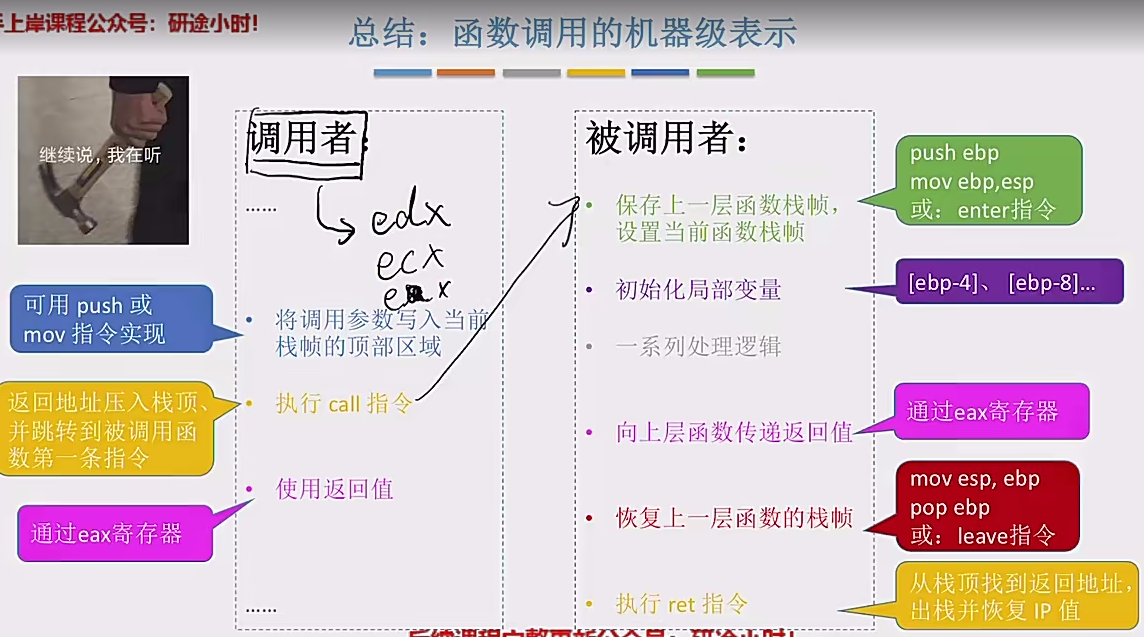 上岸课程公众号：研途小时!
总结：函数调用的机器级表示
继续说，我在听
调用者：
……
edx
ecx
eax
可用 push 或
mov 指令实现
将调用参数写入当前
栈帧的顶部区域
返回地址压入栈顶、
并跳转到被调用函
数第一条指令
执行 call 指令
使用返回值
通过eax寄存器
……
被调用者：
保存上一层函数栈帧，
设置当前函数栈帧
push ebp
mov ebp,esp
或：enter指令
初始化局部变量
[ebp-4]、 [ebp-8]...
一系列处理逻辑
向上层函数传递返回值
通过eax寄存器
恢复上一层函数的栈帧
mov esp, ebp
pop ebp
或：leave指令
执行 ret 指令
从栈顶找到返回地址，
出栈并恢复 IP 值